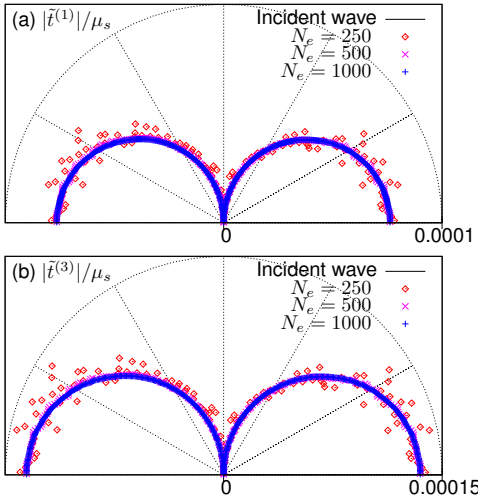 (a) |t̃⁽¹⁾|/μₛ
Incident wave
Nₑ = 250
Nₑ = 500
Nₑ = 1000
0
0.0001
(b) |t̃⁽³⁾|/μₛ
Incident wave
Nₑ = 250
Nₑ = 500
Nₑ = 1000
0
0.00015